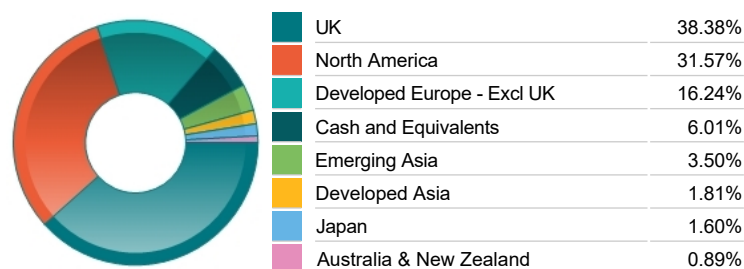 UK 38.38%
North America 31.57%
Developed Europe - Excl UK 16.24%
Cash and Equivalents 6.01%
Emerging Asia 3.50%
Developed Asia 1.81%
Japan 1.60%
Australia & New Zealand 0.89%